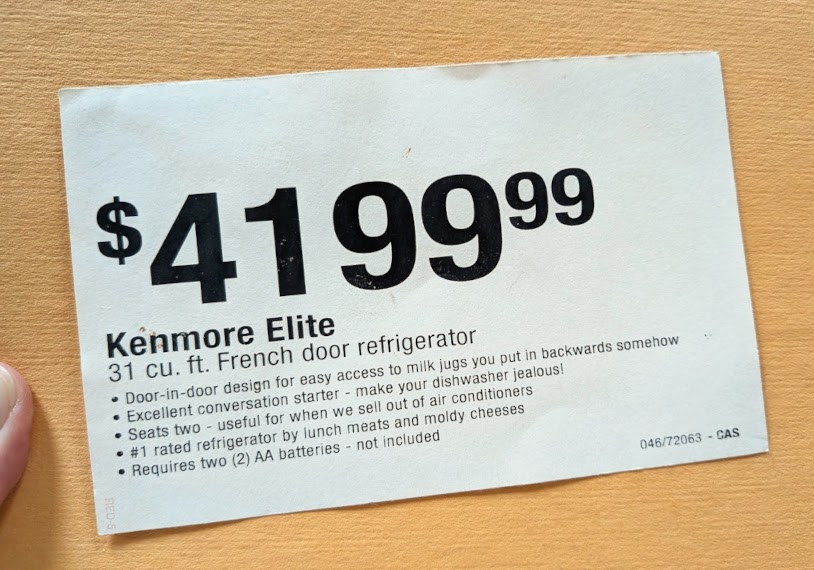 $419999
Kenmore Elite
31 cu. ft. French door refrigerator
• Door-in-door design for easy access to milk jugs you put in backwards somehow
• Excellent conversation starter - make your dishwasher jealous!
• Seats two - useful for when we sell out of air conditioners
• #1 rated refrigerator by lunch meats and moldy cheeses
• Requires two (2) AA batteries - not included
046/72063 - GAS